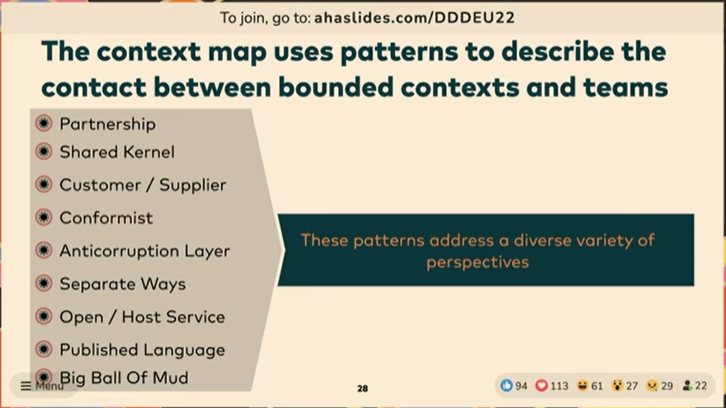 To join, go to: ahaslides.com/DDDEU22
The context map uses patterns to describe the
contact between bounded contexts and teams
Partnership
Shared Kernel
Customer / Supplier
Conformist
Anticorruption Layer
Separate Ways
Open / Host Service
Published Language
Big Ball Of Mud
These patterns address a diverse variety of
perspectives
Menu
28
94 113 61 27 29 22